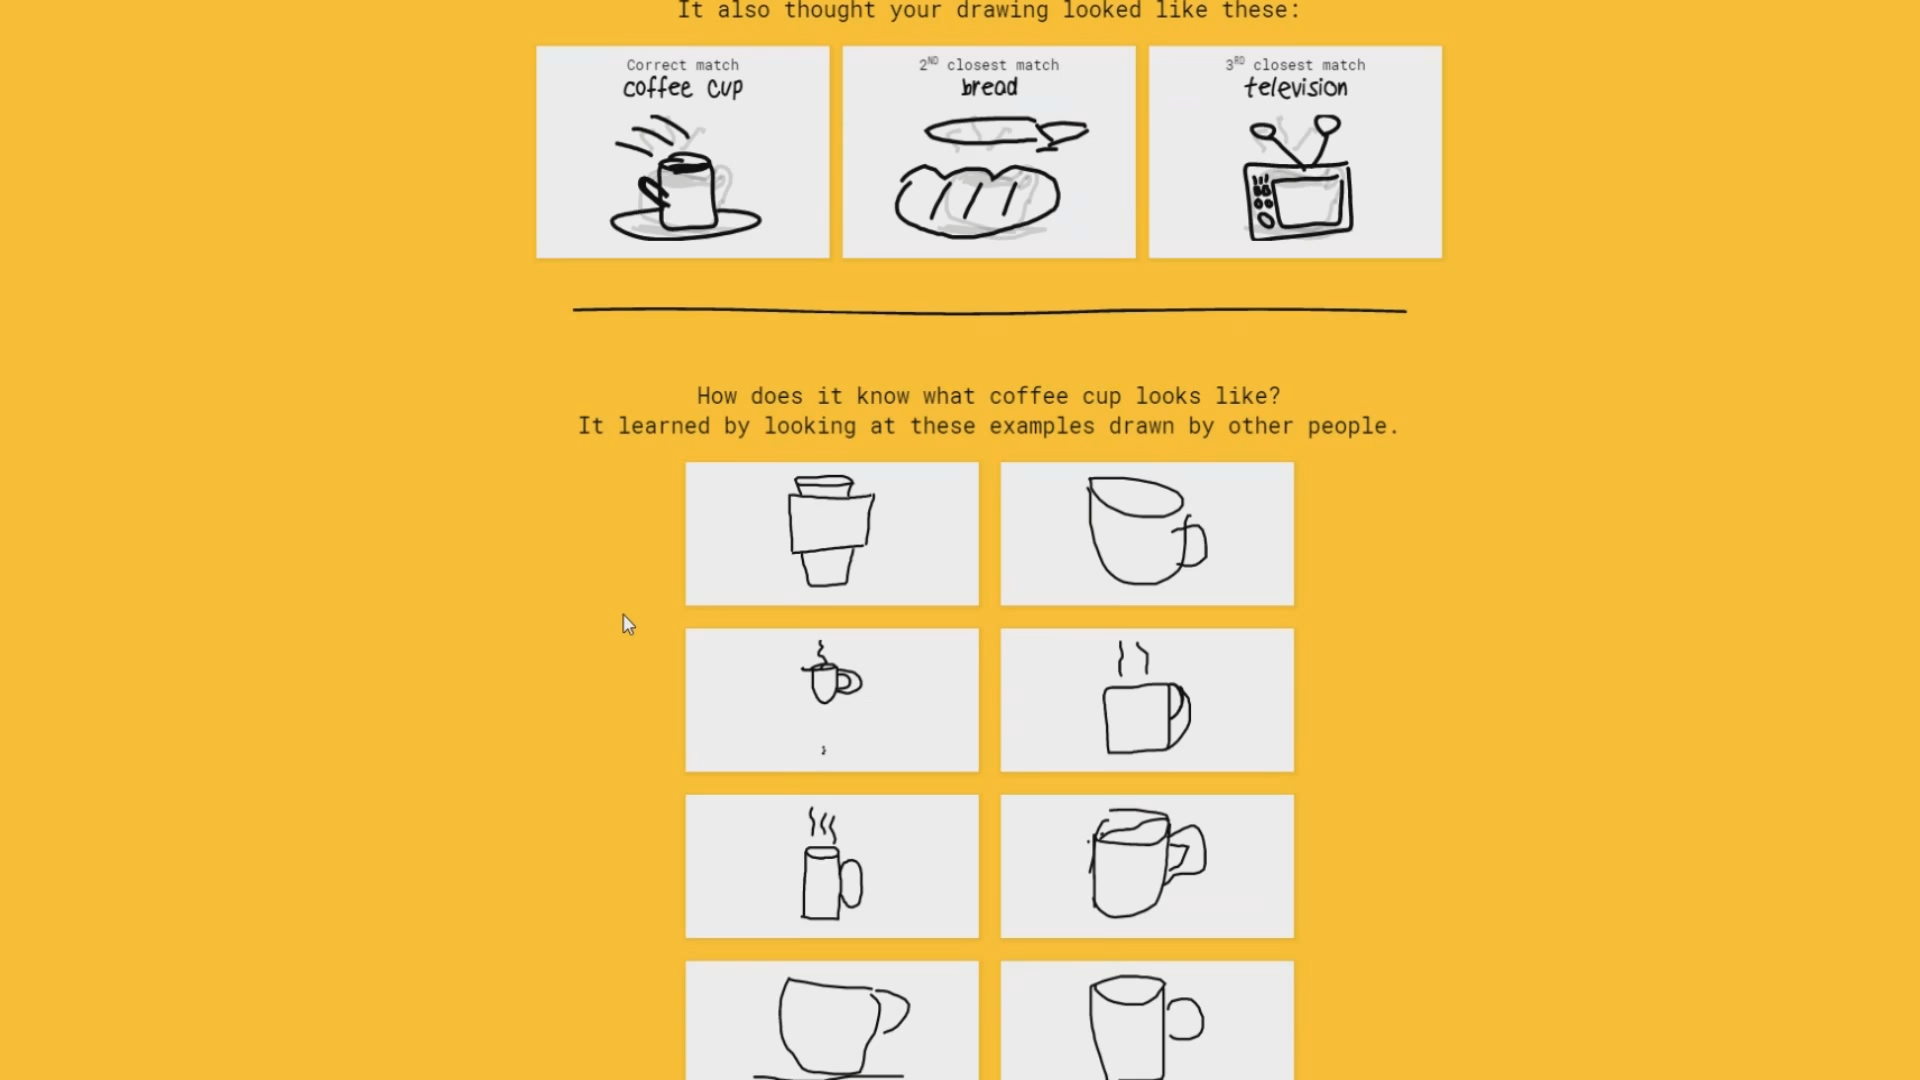 It also thought your drawing looked like these:
Correct match
coffee cup
2ND closest match
bread
3RD closest match
television
How does it know what coffee cup looks like?
It learned by looking at these examples drawn by other people.